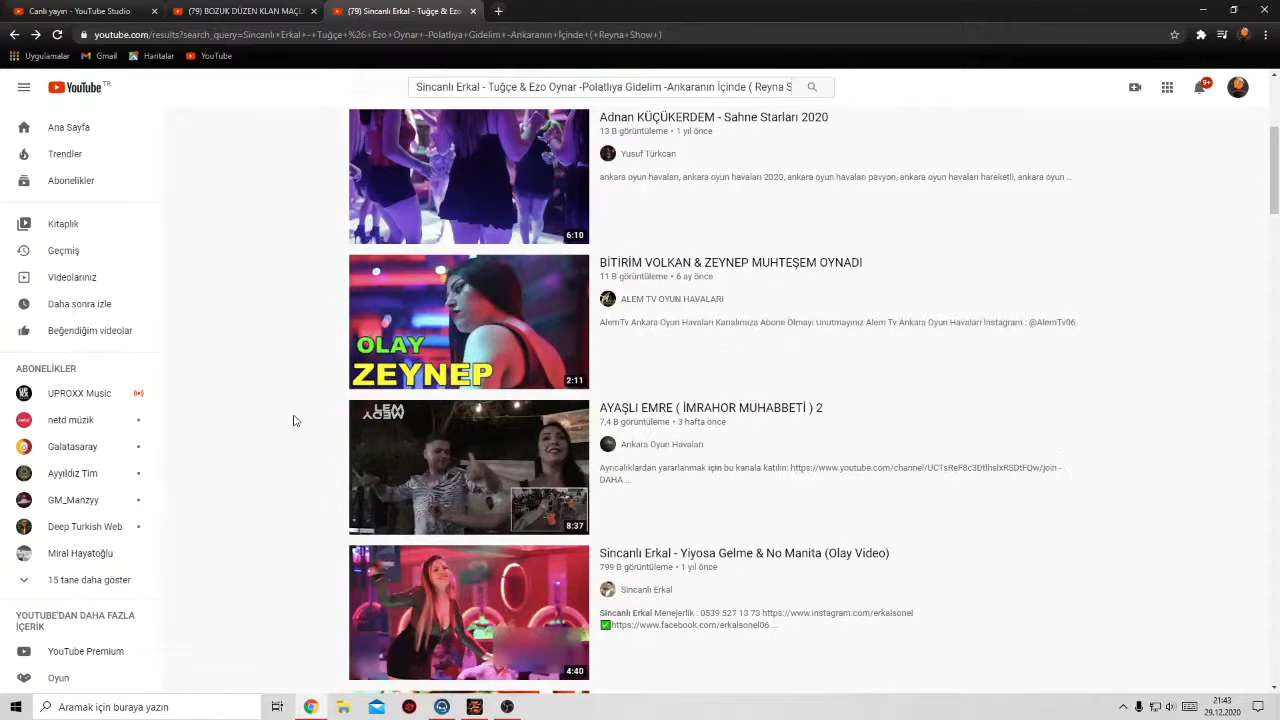 (79) Canlı yayın - YouTube St
(79) BOZUK DÜZEN KLAN MAÇLA
(79) Sincanlı Erkal - Tuğçe & Ezo
youtube.com/results?search_query=Sincanlı+Erkal+-+Tuğçe+%26+Ezo+Oynar+-Polatlıya+Gidelim+-Ankaranın+İçinde+(+Reyna+Show+)
Uygulamalar
Gmail
Haritalar
YouTube
YouTube TR
Sincanlı Erkal - Tuğçe & Ezo Oynar -Polatlıya Gidelim -Ankaranın İçinde ( Reyna S
9+
Ana Sayfa
Trendler
Abonelikler
Kitaplık
Geçmiş
Videolarınız
Daha sonra izle
Beğendiğim videolar
ABONELİKLER
UPROXX Music
netd müzik
Galatasaray
Ayyıldız Tim
GM_Manzyy
Deep Turkish Web
Miral Hayatoğlu
15 tane daha göster
YOUTUBE'DAN DAHA FAZLA
İÇERİK
YouTube Premium
Oyun
6:10
Adnan KÜÇÜKERDEM - Sahne Starları 2020
13 B görüntüleme • 1 yıl önce
Yusuf Türkcan
ankara oyun havaları, ankara oyun havaları 2020, ankara oyun havaları pavyon, ankara oyun havaları hareketli, ankara oyun ...
OLAY
ZEYNEP
2:11
BİTİRİM VOLKAN & ZEYNEP MUHTEŞEM OYNADI
11 B görüntüleme • 6 ay önce
ALEM TV OYUN HAVALARI
AlemTv Ankara Oyun Havaları Kanalımıza Abone Olmayı Unutmayınız Alem Tv Ankara Oyun Havaları İnstagram : @AlemTv06.
8:37
AYAŞLI EMRE ( İMRAHOR MUHABBETİ ) 2
7,4 B görüntüleme • 3 hafta önce
Ankara Oyun Havaları
Ayrıcalıklardan yararlanmak için bu kanala katılın: https://www.youtube.com/channel/UCTsReF8c3DtlhslxRSDtFQw/join -
DAHA ...
4:40
Sincanlı Erkal - Yiyosa Gelme & No Manita (Olay Video)
799 B görüntüleme • 1 yıl önce
Sincanlı Erkal
Sincanlı Erkal Menejerlik : 0539 527 13 73 https://www.instagram.com/erkalsonel
✅https://www.facebook.com/erkalsonel06 ...
Aramak için buraya yazın
21:43
29.12.2020